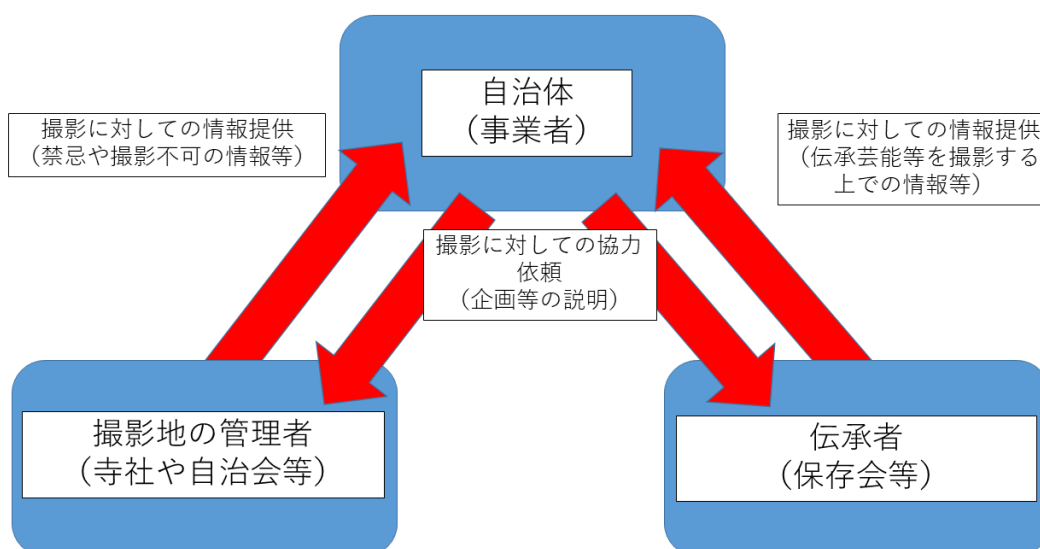 自治体
（事業者）
撮影に対しての情報提供
（禁忌や撮影不可の情報等）
撮影に対しての情報提供
（伝承芸能等を撮影する
上での情報等）
撮影に対しての協力
依頼
（企画等の説明）
撮影地の管理者
（寺社や自治会等）
伝承者
（保存会等）